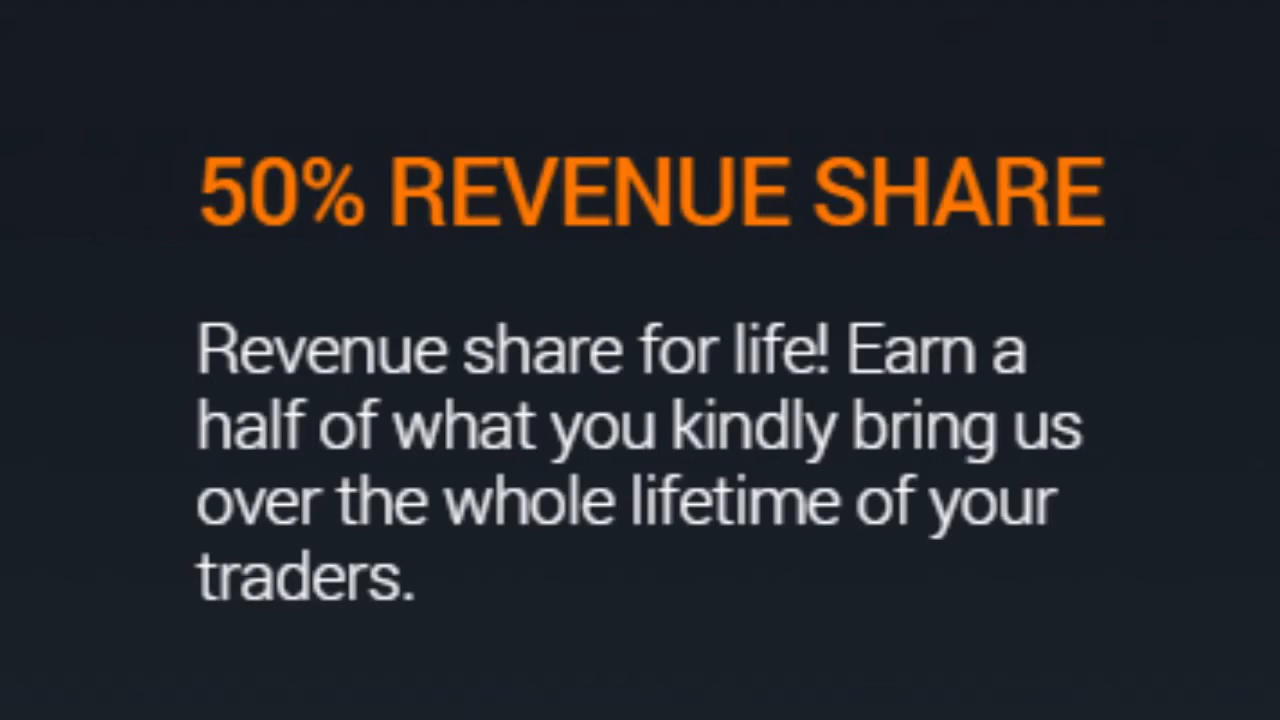 50% REVENUE SHARE
Revenue share for life! Earn a
half of what you kindly bring us
over the whole lifetime of your
traders.